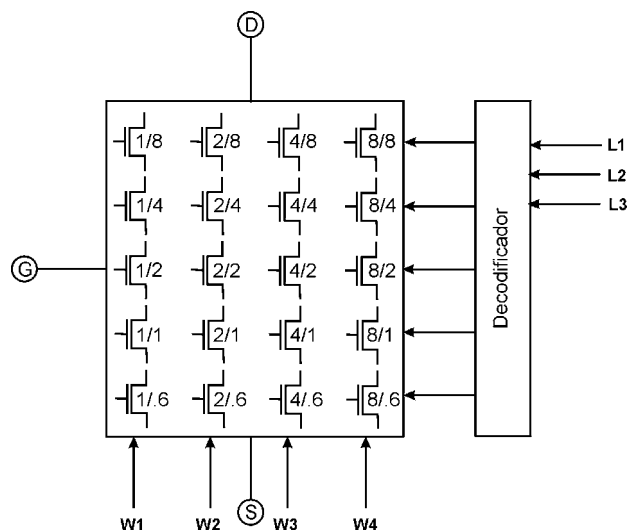 D
1/8 2/8 4/8 8/8
L1
L2
1/4 2/4 4/4 8/4
L3
G
1/2 2/2 4/2 8/2
Decodificador
1/1 2/1 4/1 8/1
1/.6 2/.6 4/.6 8/.6
S
W1 W2 W3 W4